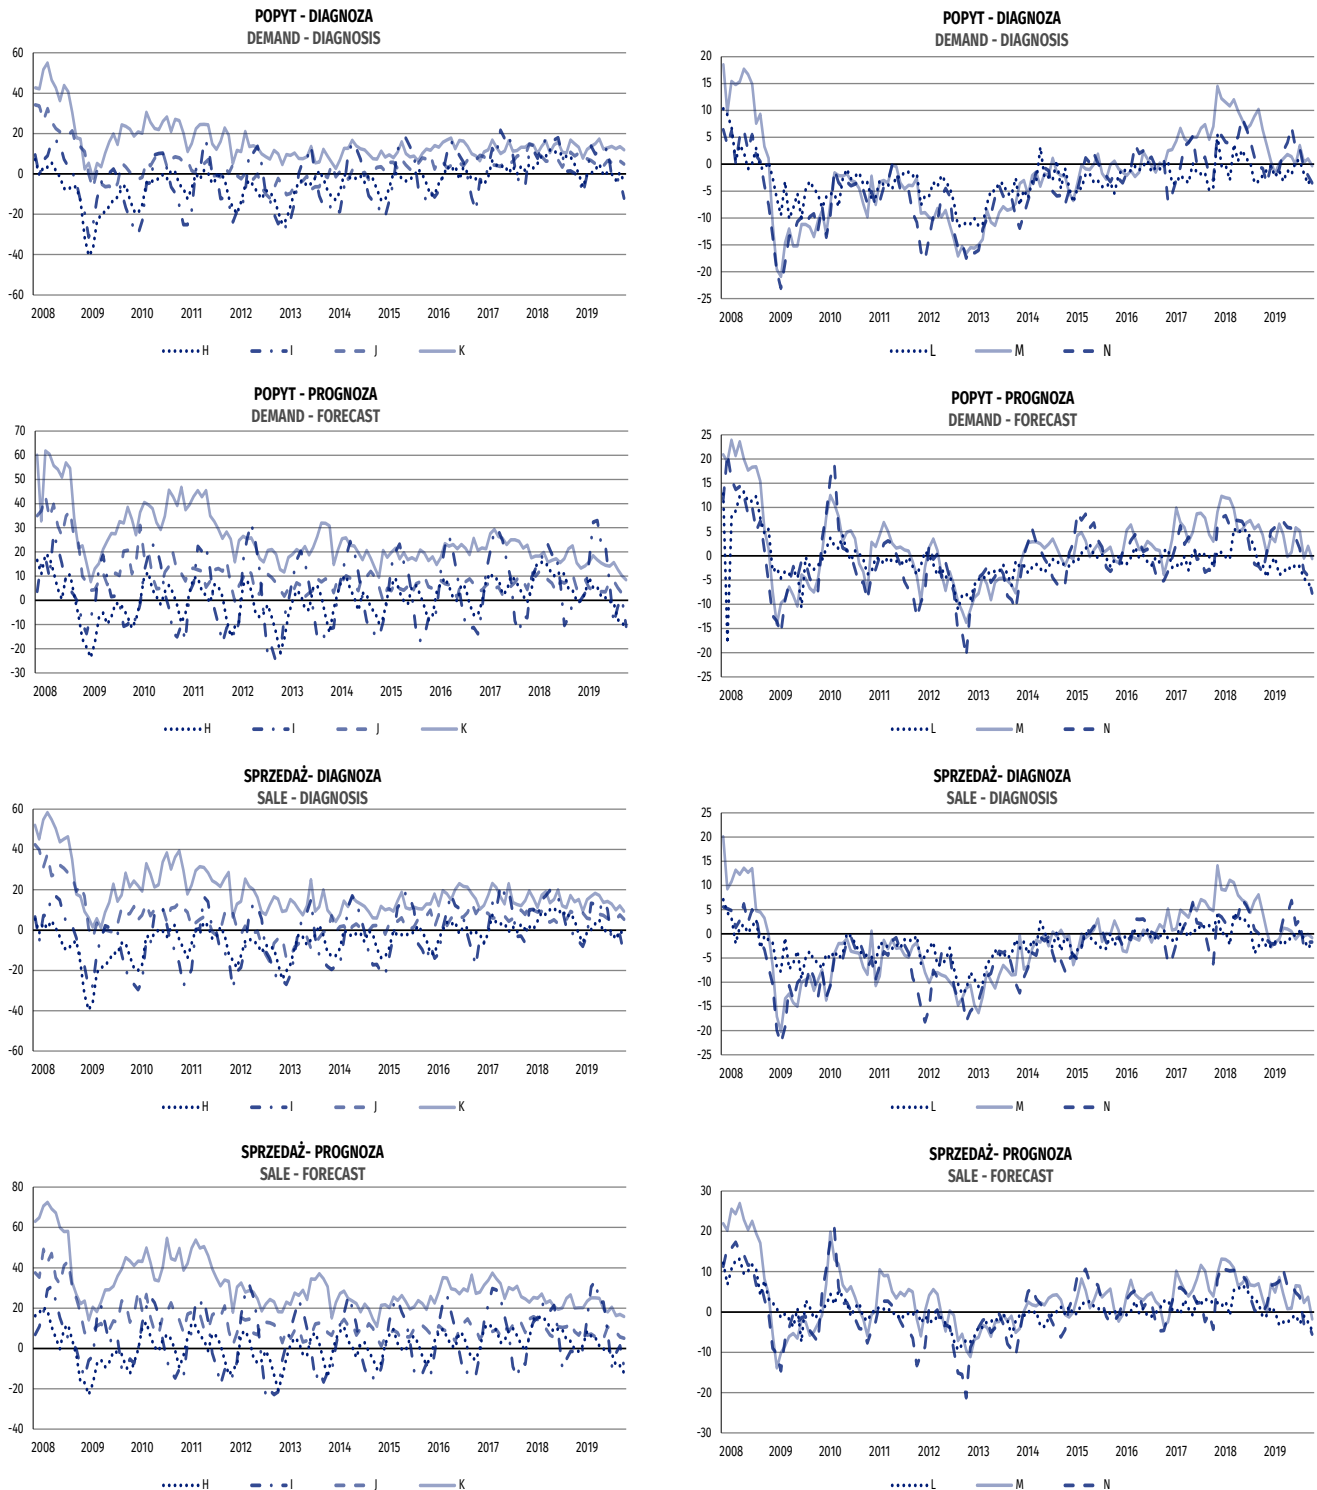 POPYT - DIAGNOZA
DEMAND - DIAGNOSIS
60
40
20
0
-20
-40
-60
2008 2009 2010 2011 2012 2013 2014 2015 2016 2017 2018 2019
H I J K
POPYT - DIAGNOZA
DEMAND - DIAGNOSIS
20
15
10
5
0
-5
-10
-15
-20
-25
2008 2009 2010 2011 2012 2013 2014 2015 2016 2017 2018 2019
L M N
POPYT - PROGNOZA
DEMAND - FORECAST
70
60
50
40
30
20
10
0
-10
-20
-30
2008 2009 2010 2011 2012 2013 2014 2015 2016 2017 2018 2019
H I J K
POPYT - PROGNOZA
DEMAND - FORECAST
25
20
15
10
5
0
-5
-10
-15
-20
-25
2008 2009 2010 2011 2012 2013 2014 2015 2016 2017 2018 2019
L M N
SPRZEDAŻ- DIAGNOZA
SALE - DIAGNOSIS
60
40
20
0
-20
-40
-60
2008 2009 2010 2011 2012 2013 2014 2015 2016 2017 2018 2019
H I J K
SPRZEDAŻ- DIAGNOZA
SALE - DIAGNOSIS
25
20
15
10
5
0
-5
-10
-15
-20
-25
2008 2009 2010 2011 2012 2013 2014 2015 2016 2017 2018 2019
L M N
SPRZEDAŻ- PROGNOZA
SALE - FORECAST
80
60
40
20
0
-20
-40
2008 2009 2010 2011 2012 2013 2014 2015 2016 2017 2018 2019
H I J K
SPRZEDAŻ- PROGNOZA
SALE - FORECAST
30
20
10
0
-10
-20
-30
2008 2009 2010 2011 2012 2013 2014 2015 2016 2017 2018 2019
L M N